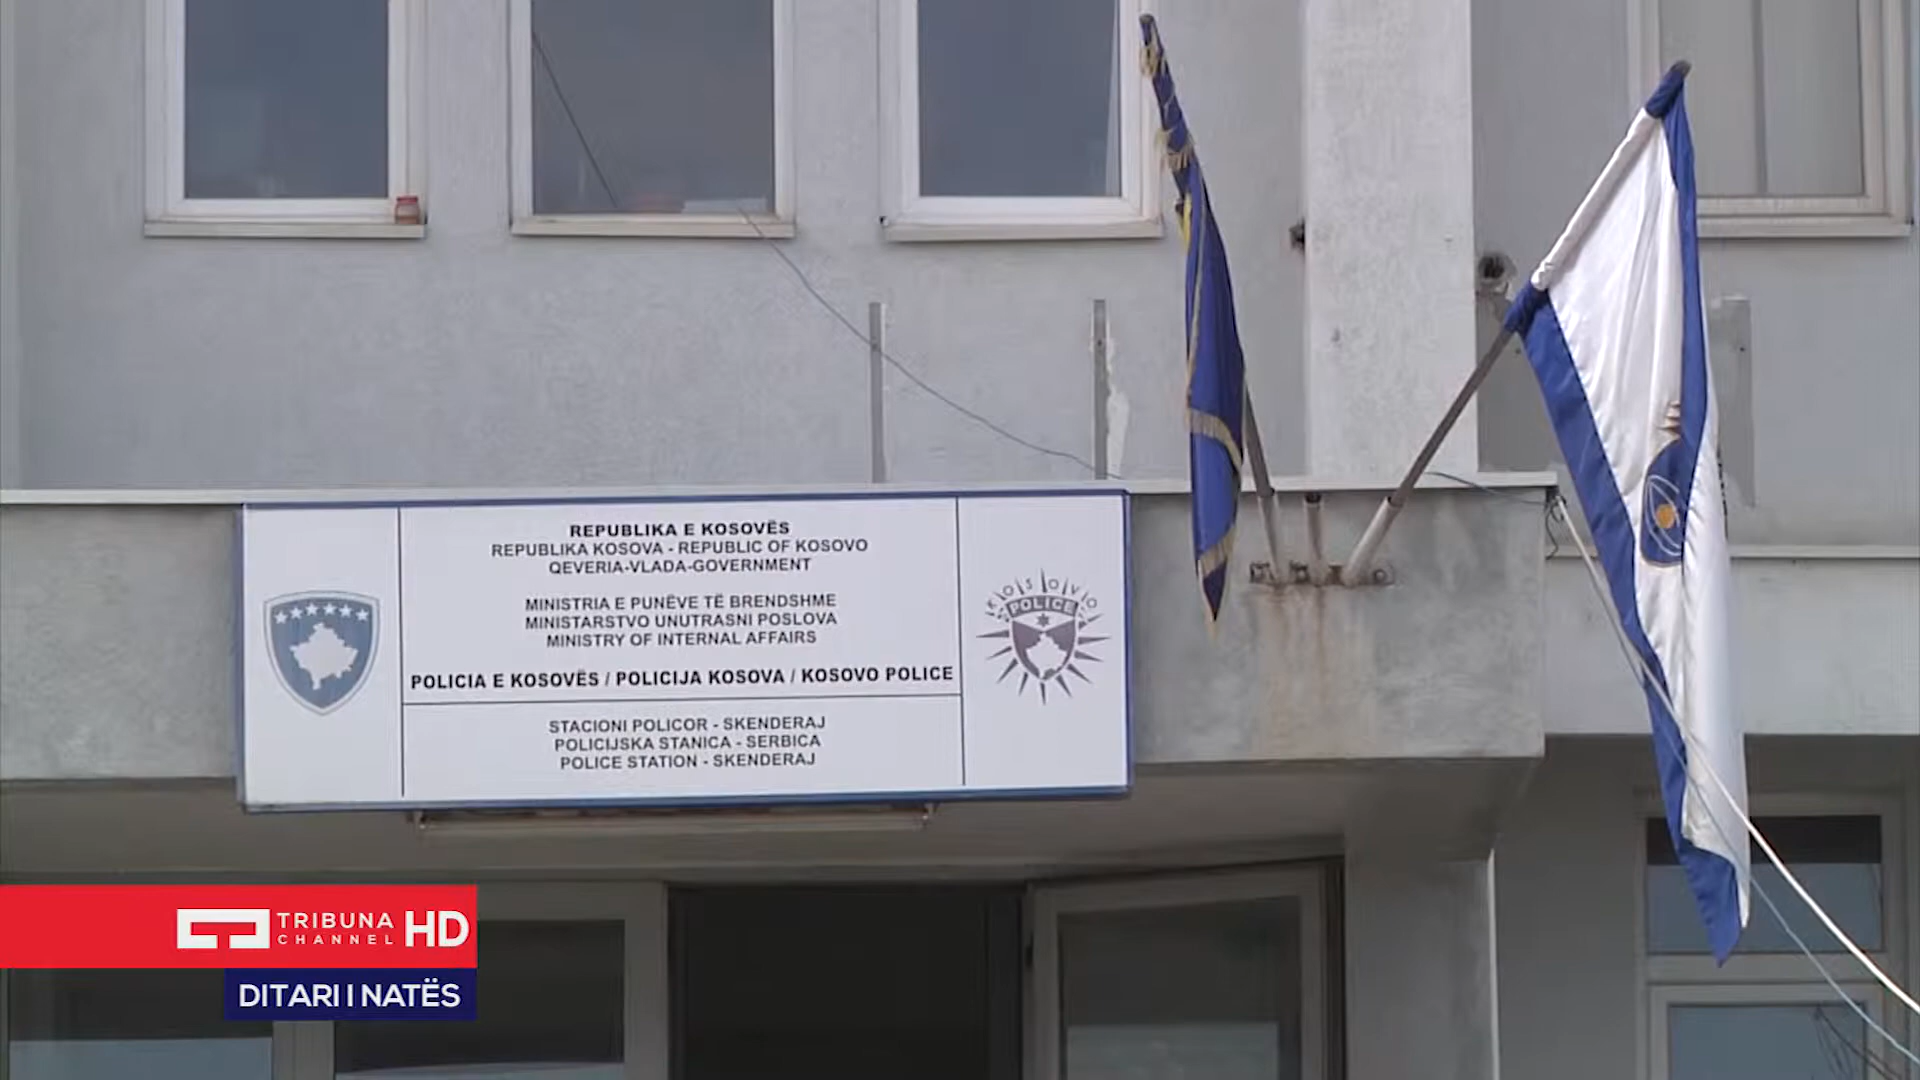 REPUBLIKA E KOSOVËS
REPUBLIKA KOSOVA - REPUBLIC OF KOSOVO
QEVERIA-VLADA-GOVERNMENT
MINISTRIA E PUNËVE TË BRENDSHME
MINISTARSTVO UNUTRASNI POSLOVA
MINISTRY OF INTERNAL AFFAIRS
POLICIA E KOSOVËS / POLICIJA KOSOVA / KOSOVO POLICE
STACIONI POLICOR - SKENDERAJ
POLICIJSKA STANICA - SERBICA
POLICE STATION - SKENDERAJ
KOSOVO
POLICE
TRIBUNA
CHANNEL
HD
DITARI I NATËS